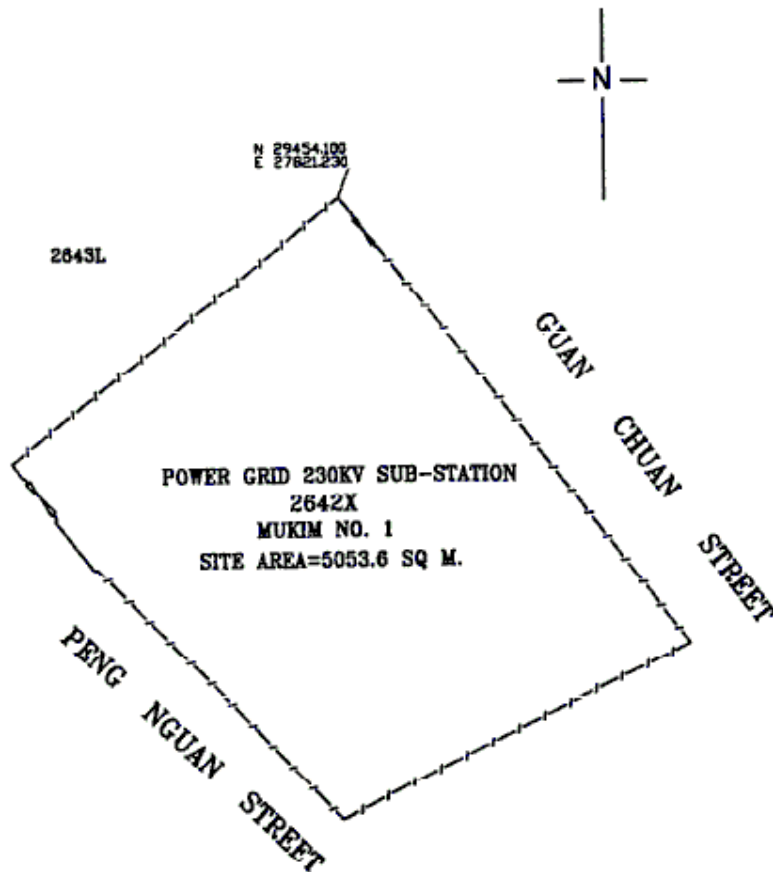 N
N 29454.100
E 27821.230
2643L
GUAN CHUAN STREET
POWER GRID 230KV SUB-STATION
2642X
MUKIM NO. 1
SITE AREA=5053.6 SQ M.
PENG NGUAN STREET